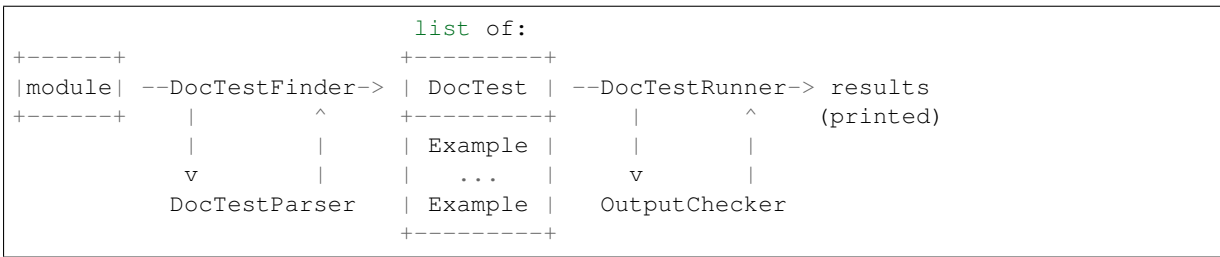 list of:
+------+                   +---------+
|module| --DocTestFinder-> | DocTest | --DocTestRunner-> results
+------+    |        ^     +---------+     |       ^    (printed)
            |        |     | Example |     |       |
            v        |     |   ...   |     v       |
           DocTestParser   | Example |   OutputChecker
                           +---------+